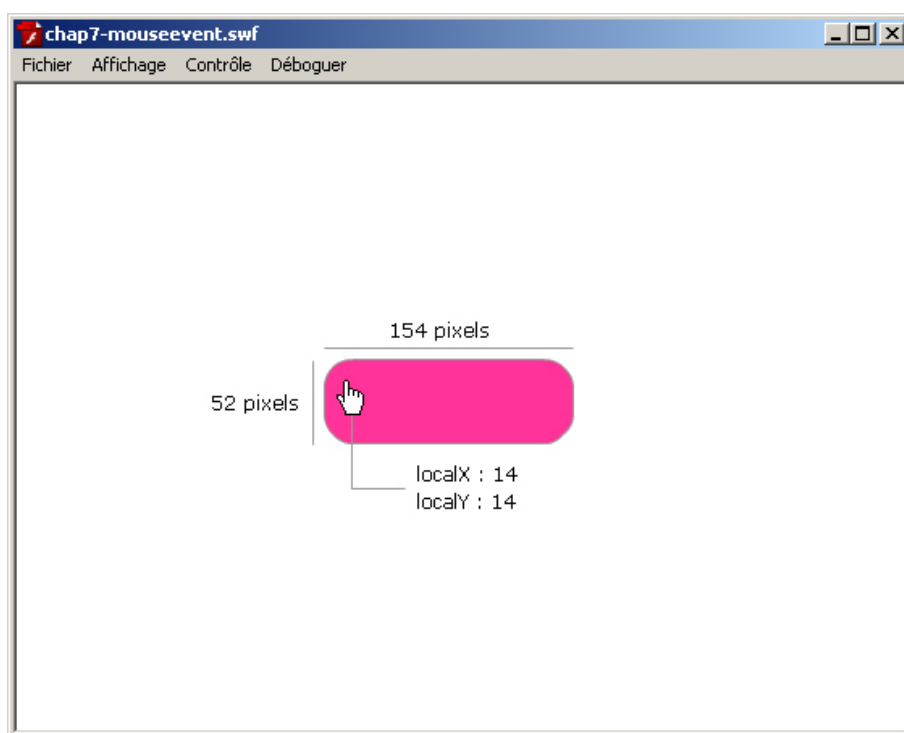 chap7-mouseevent.swf
Fichier Affichage Contrôle Déboguer
154 pixels
52 pixels
localX : 14
localY : 14